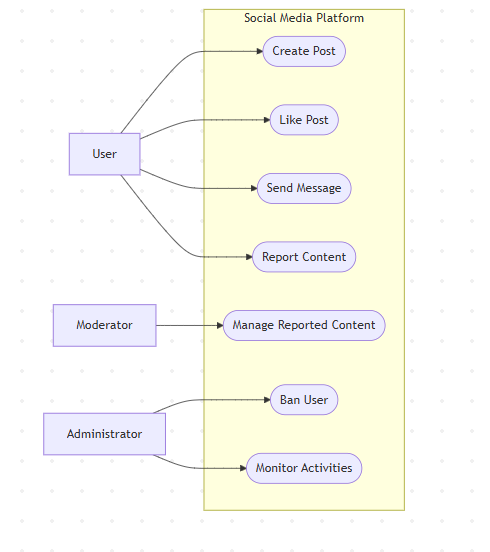 Social Media Platform
Create Post
Like Post
User
Send Message
Report Content
Moderator
Manage Reported Content
Ban User
Administrator
Monitor Activities